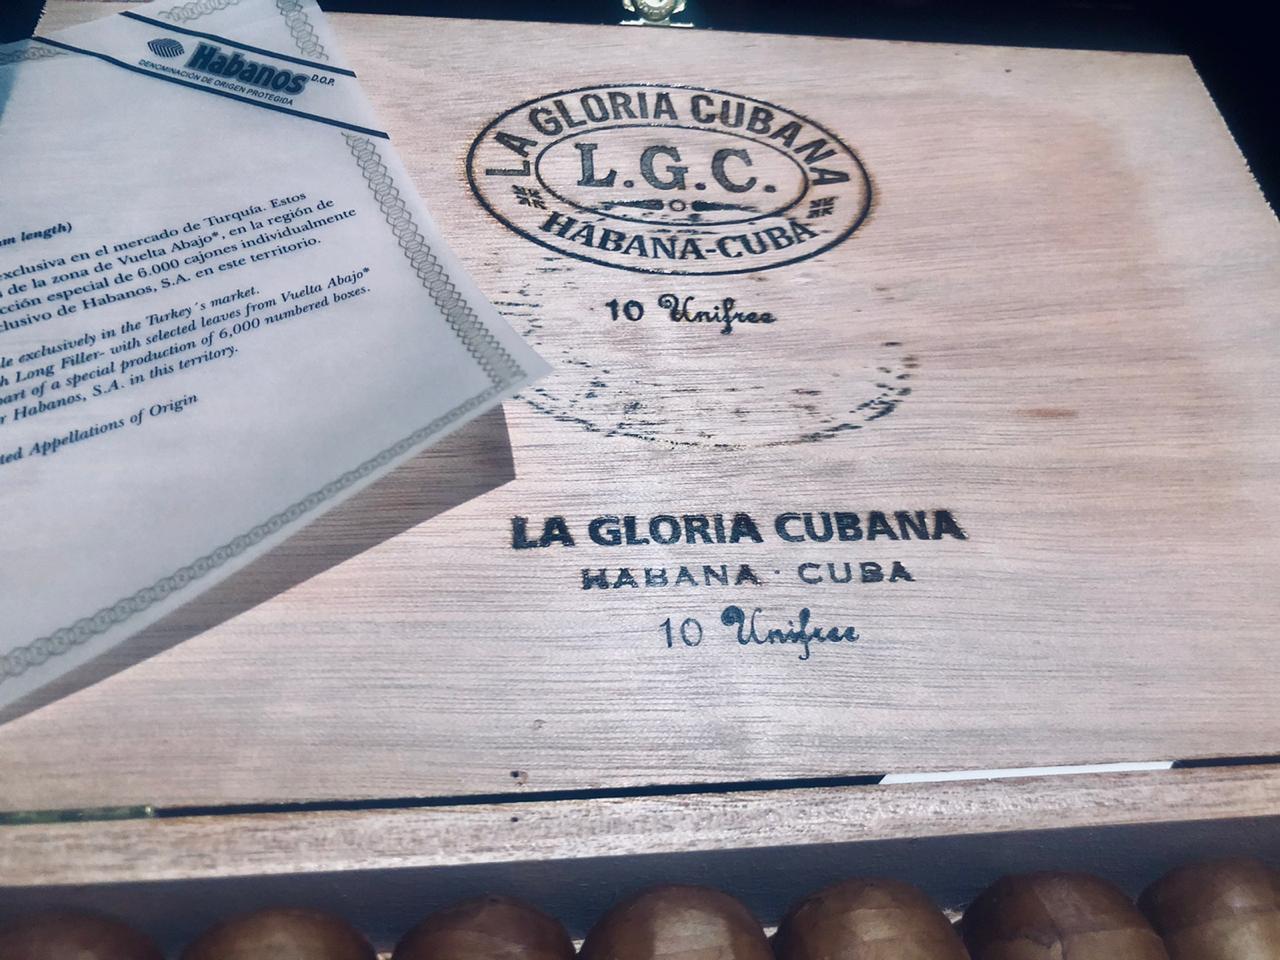 Habanos D.O.P.
DENOMINACIÓN DE ORIGEN PROTEGIDA
length)
exclusiva en el mercado de Turquía. Estos
de la zona de Vuelta Abajo*, en la región de
especial de 6.000 cajones individualmente
de Habanos, S.A. en este territorio.
exclusively in the Turkey´s market.
Long Filler- with selected leaves from Vuelta Abajo*
part of a special production of 6,000 numbered boxes.
Habanos, S.A. in this territory.
Appellations of Origin
LA GLORIA CUBANA
L.G.C.
HABANA-CUBA
10 Unifree
LA GLORIA CUBANA
HABANA · CUBA
10 Unifree